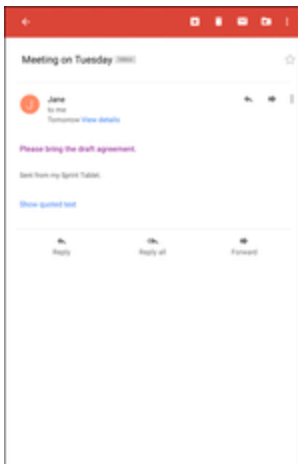 Meeting on Tuesday Inbox
J
Jane
to me
Tomorrow View details
Please bring the draft agreement.
Sent from my Sprint Tablet.
Show quoted text
Reply Reply all Forward